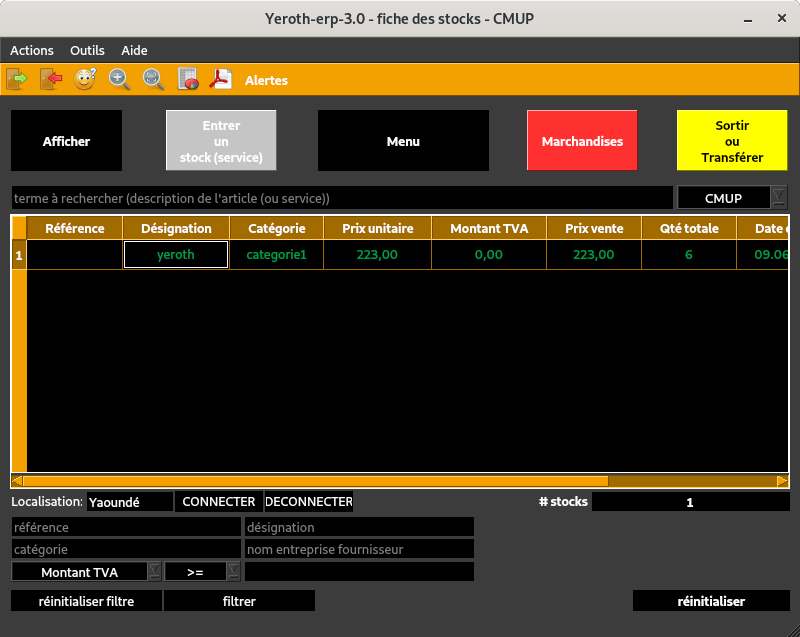 Yeroth-erp-3.0 - fiche des stocks - CMUP
Actions Outils Aide
Alertes
Afficher
Entrer
un
stock (service)
Menu
Marchandises
Sortir
ou
Transférer
terme à rechercher (description de l'article (ou service))
CMUP
Référence Désignation Catégorie Prix unitaire Montant TVA Prix vente Qté totale Date
1 yeroth categorie1 223,00 0,00 223,00 6 09.06
Localisation: Yaoundé CONNECTER DECONNECTER # stocks 1
référence désignation
catégorie nom entreprise fournisseur
Montant TVA >=
réinitialiser filtre filtrer réinitialiser